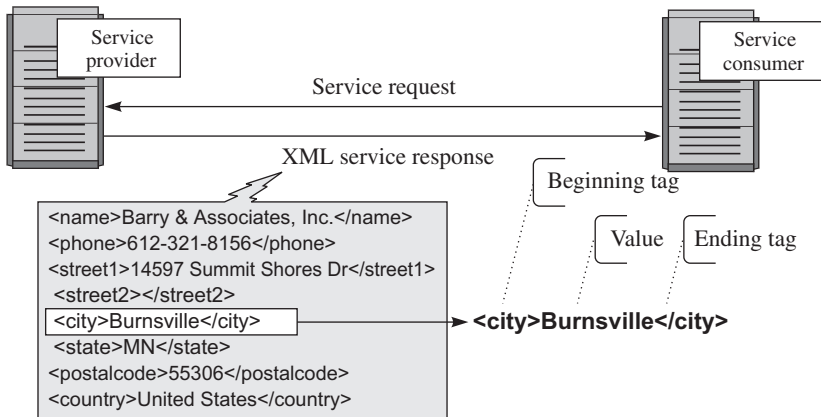 Service
provider
Service
consumer
Service request
XML service response
Beginning tag
<name>Barry & Associates, Inc.</name>
<phone>612-321-8156</phone>
<street1>14597 Summit Shores Dr</street1>
<street2></street2>
<city>Burnsville</city>
<state>MN</state>
<postalcode>55306</postalcode>
<country>United States</country>
Value
Ending tag
<city>Burnsville</city>